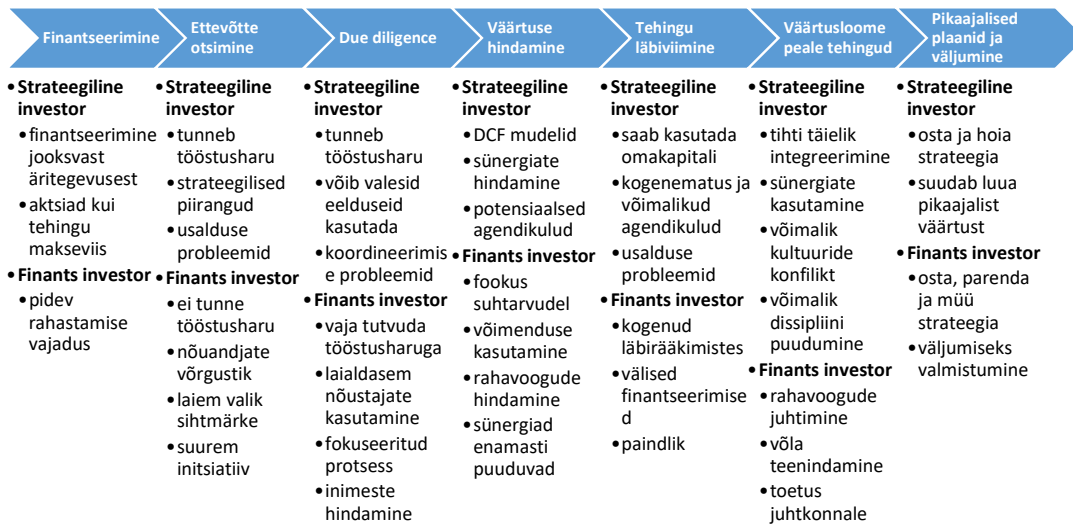 Finantseerimine
Ettevõtte
otsimine
Due diligence
Väärtuse
hindamine
Tehingu
läbiviimine
Väärtusloome
peale tehingud
Pikaajalised
plaanid ja
väljumine
• Strateegiline
investor
• finantseerimine
jooksvast
äritegevusest
• aktsiad kui
tehingu
makseviis
• Finants investor
• pidev
rahastamise
vajadus
• Strateegiline
investor
• tunneb
tööstusharu
• strateegilised
piirangud
• usalduse
probleemid
• Finants investor
• ei tunne
tööstusharu
• nõuandjate
võrgustik
• laiem valik
sihtmärke
• suurem
initsiatiiv
• Strateegiline
investor
• tunneb
tööstusharu
• võib valesid
eelduseid
kasutada
• koordineerimis
e probleemid
• Finants investor
• vaja tutvuda
tööstusharuga
• laialdasem
nõustajate
kasutamine
• fokuseeritud
protsess
• inimeste
hindamine
• Strateegiline
investor
• DCF mudelid
• sünergiate
hindamine
• potensiaalsed
agendikulud
• Finants investor
• fookus
suhtarvudel
• võimenduse
kasutamine
• rahavoogude
hindamine
• sünergiad
enamasti
puuduvad
• Strateegiline
investor
• saab kasutada
omakapitali
• kogenematus ja
võimalikud
agendikulud
• usalduse
probleemid
• Finants investor
• kogenud
läbirääkimistes
• välised
finantseerimise
d
• paindlik
• Strateegiline
investor
• tihti täielik
integreerimine
• sünergiate
kasutamine
• võimalik
kultuuride
konfilikt
• võimalik
dissipliini
puudumine
• Finants investor
• rahavoogude
juhtimine
• võla
teenindamine
• toetus
juhtkonnale
• Strateegiline
investor
• osta ja hoia
strateegia
• suudab luua
pikaajalist
väärtust
• Finants investor
• osta, parenda
ja müü
strateegia
• väljumiseks
valmistumine